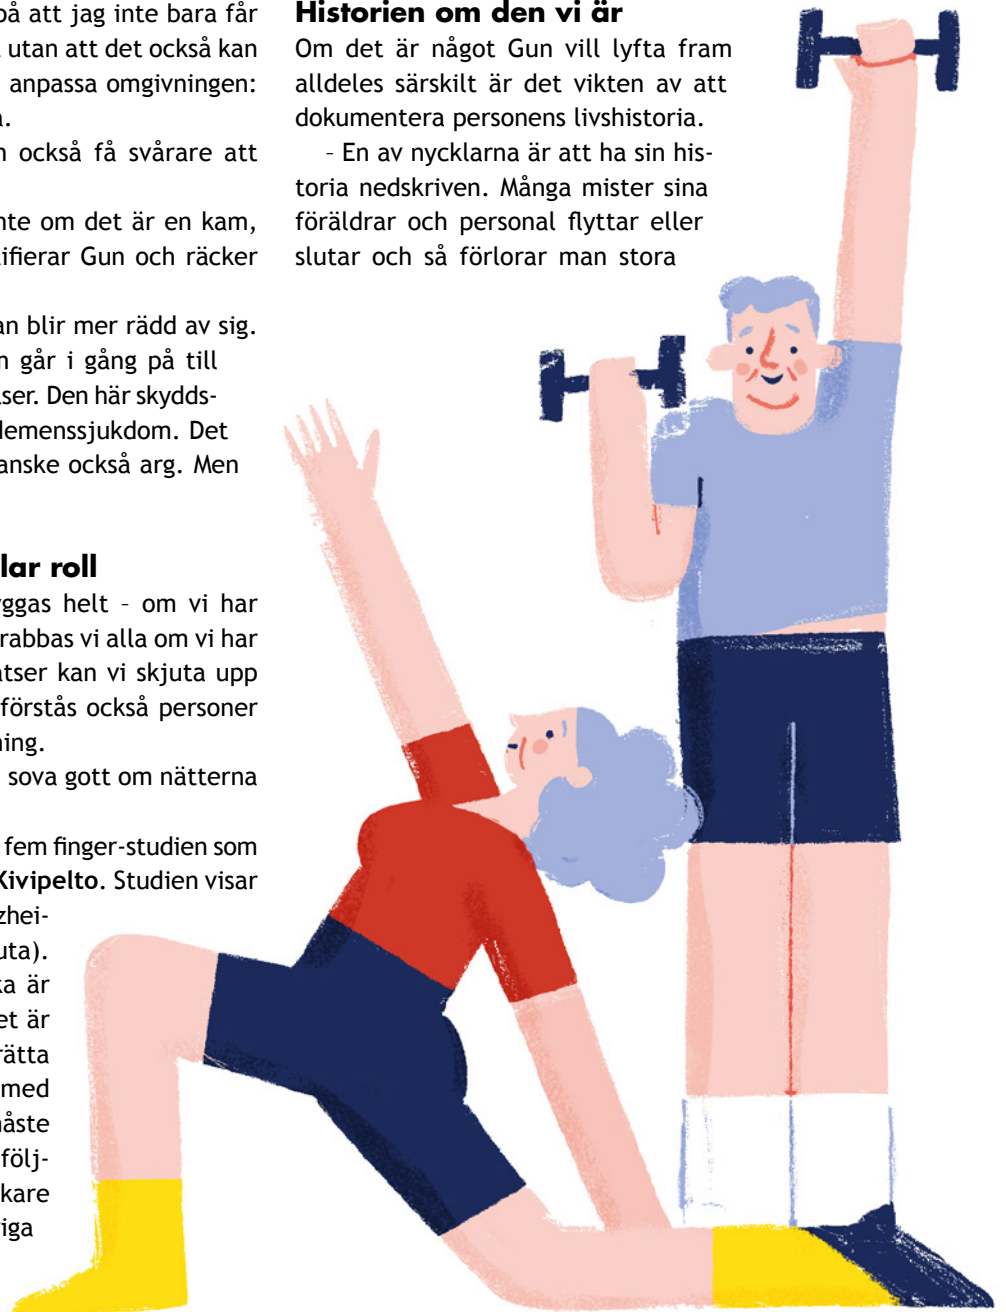 på att jag inte bara får
utan att det också kan
anpassa omgivningen:
också få svårare att
inte om det är en kam,
ifierar Gun och räcker
an blir mer rädd av sig.
går i gång på till
lser. Den här skydds-
demenssjukdom. Det
anske också arg. Men
lar roll
yggas helt – om vi har
rabbas vi alla om vi har
atser kan vi skjuta upp
förstås också personer
ning.
sova gott om nätterna
fem finger-studien som
Kivipelto. Studien visar
zhei-
uta).
ka är
et är
rätta
med
måste
följ-
kare
iga
Historien om den vi är
Om det är något Gun vill lyfta fram
alldeles särskilt är det vikten av att
dokumentera personens livshistoria.
– En av nycklarna är att ha sin his-
toria nedskriven. Många mister sina
föräldrar och personal flyttar eller
slutar och så förlorar man stora